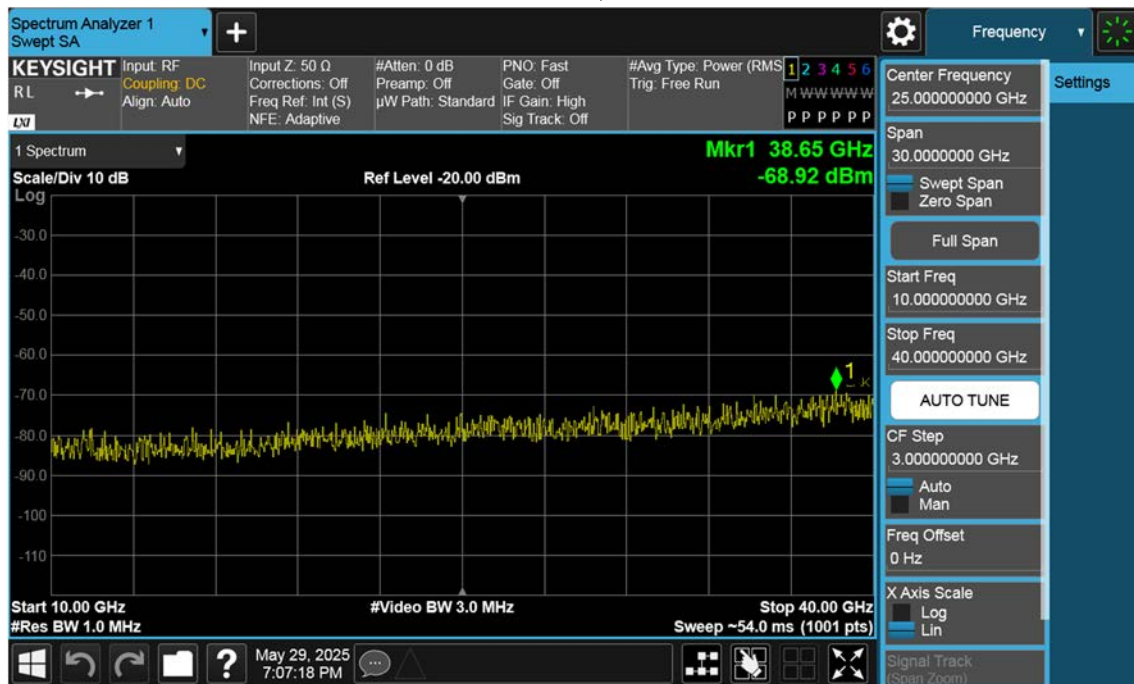 Spectrum Analyzer 1
Swept SA
+
Frequency
KEYSIGHT
RL
LXI
Input: RF
Coupling: DC
Align: Auto
Input Z: 50 Ω
Corrections: Off
Freq Ref: Int (S)
NFE: Adaptive
#Atten: 0 dB
Preamp: Off
µW Path: Standard
PNO: Fast
Gate: Off
IF Gain: High
Sig Track: Off
#Avg Type: Power (RMS
Trig: Free Run
1 2 3 4 5 6
M W W W W W
P P P P P P
1 Spectrum
Scale/Div 10 dB
Log
Ref Level -20.00 dBm
Mkr1 38.65 GHz
-68.92 dBm
-30.0
-40.0
-50.0
-60.0
-70.0
-80.0
-90.0
-100
-110
1
Start 10.00 GHz
#Res BW 1.0 MHz
#Video BW 3.0 MHz
Stop 40.00 GHz
Sweep ~54.0 ms (1001 pts)
?
May 29, 2025
7:07:18 PM
Center Frequency
25.000000000 GHz
Span
30.0000000 GHz
Swept Span
Zero Span
Full Span
Start Freq
10.000000000 GHz
Stop Freq
40.000000000 GHz
AUTO TUNE
CF Step
3.000000000 GHz
Auto
Man
Freq Offset
0 Hz
X Axis Scale
Log
Lin
Signal Track
(Span Zoom)
Settings